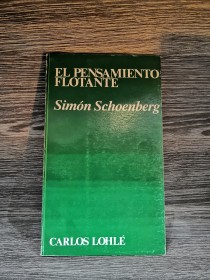 EL PENSAMIENTO
FLOTANTE
Simón Schoenberg
CARLOS LOHLÉ